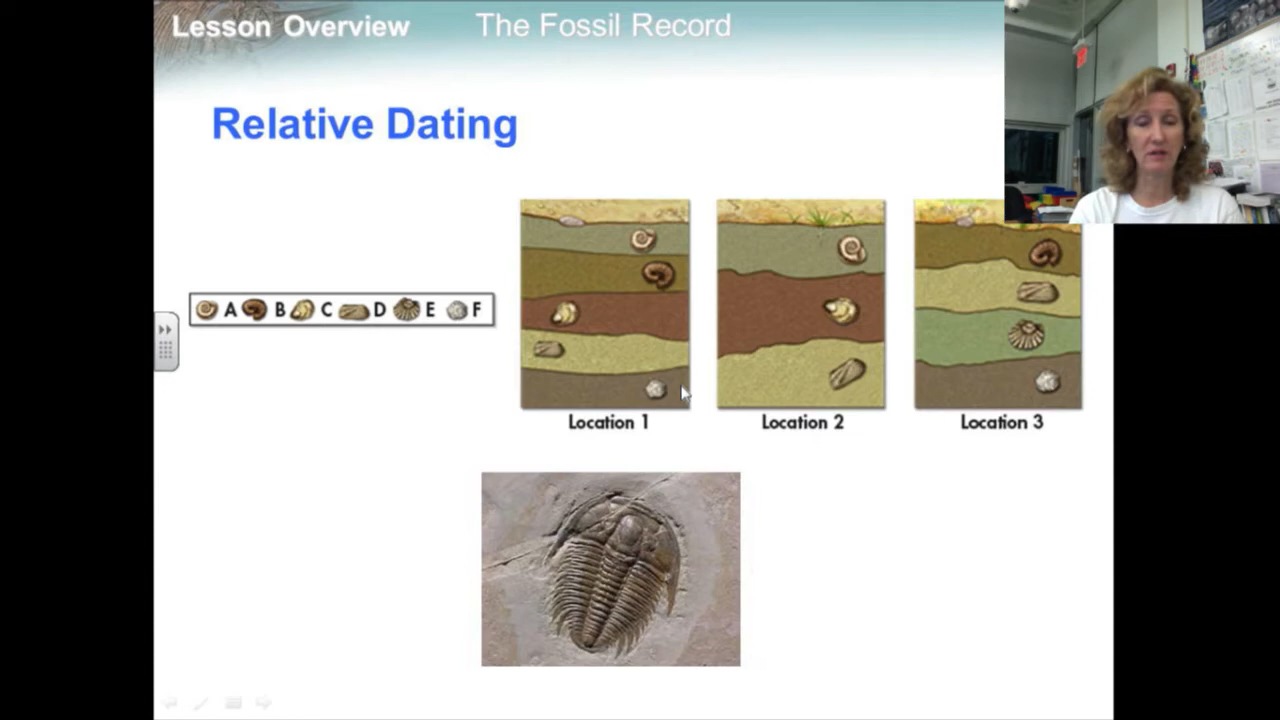 Lesson Overview The Fossil Record
Relative Dating
A B C D E F
Location 1 Location 2 Location 3